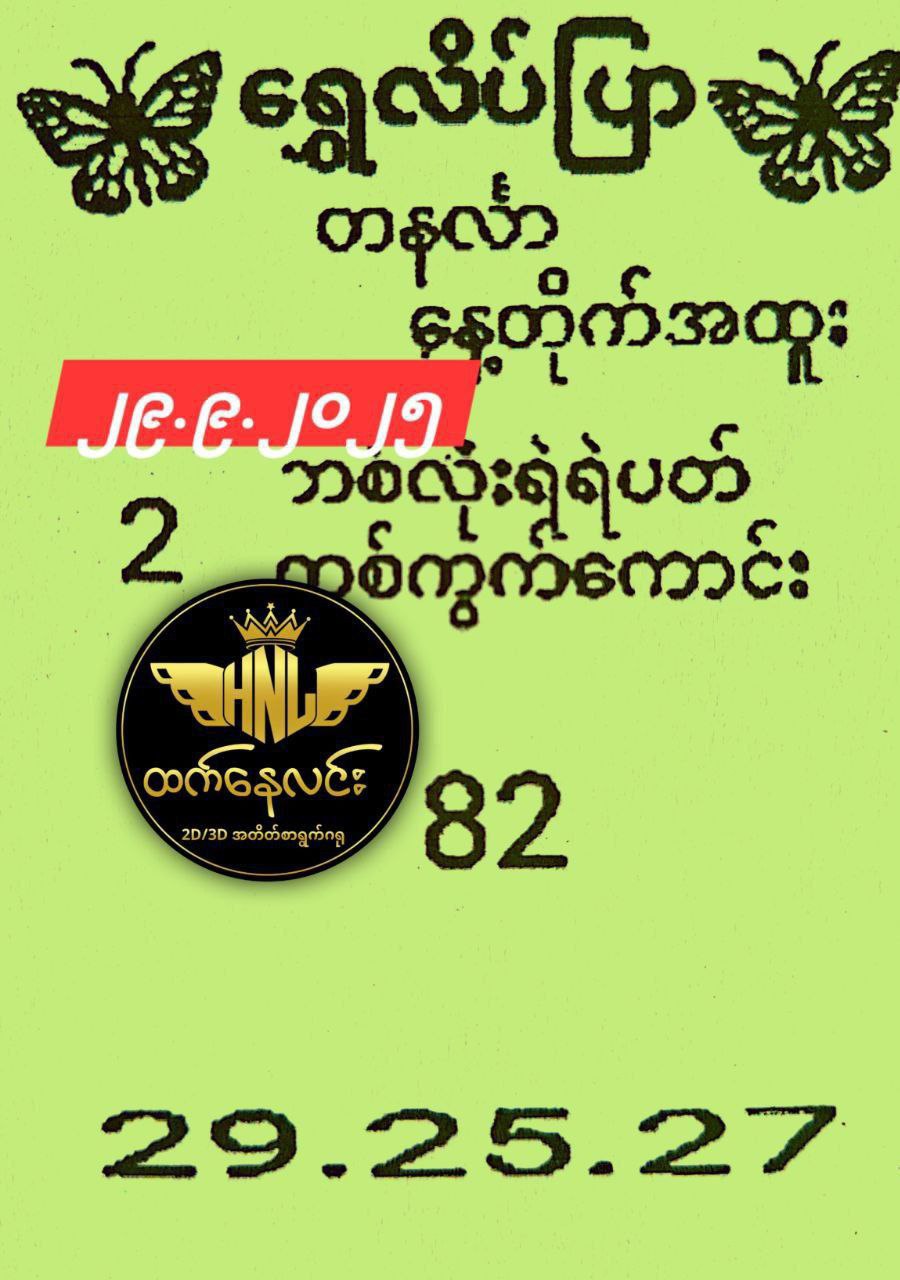 ရွှေလိပ်ပြာ
တနင်္လာ
နေ့တိုက်အထူး
၂၉.၉.၂၀၂၅
ဘစ်လုံးရဲရဲပတ်
2
တစ်ကွက်ကောင်း
HNL
ထက်နေလင်း
2D/3D အတိတ်စာရွက်ဂရု
82
29.25.27